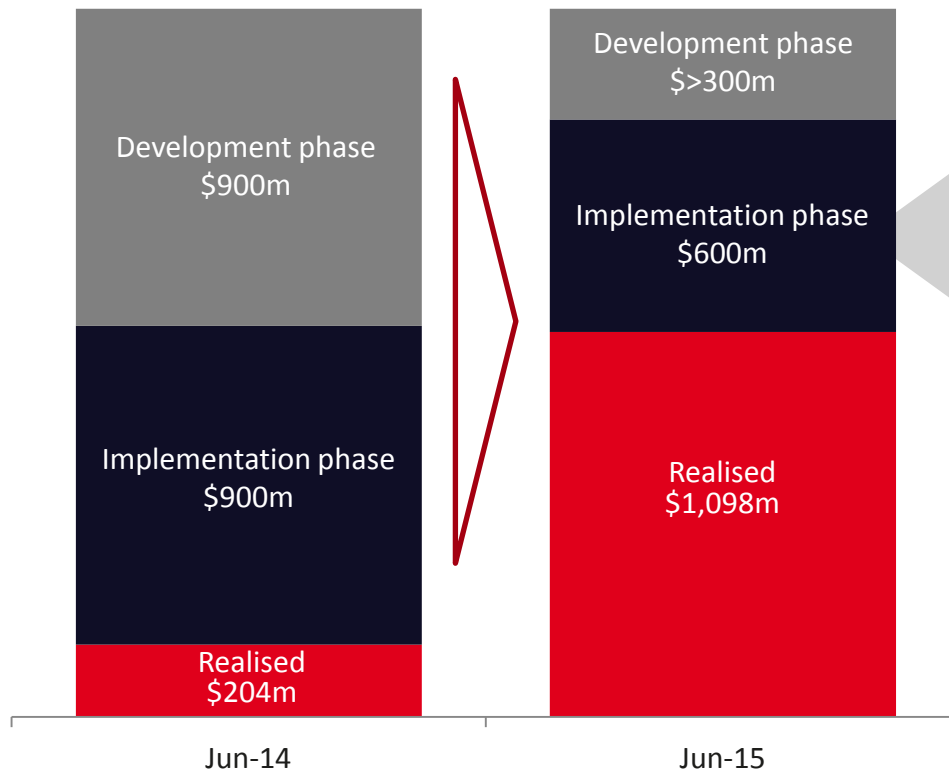 Development phase
$900m
Implementation phase
$900m
Realised
$204m
Jun-14
Development phase
$>300m
Implementation phase
$600m
Realised
$1,098m
Jun-15